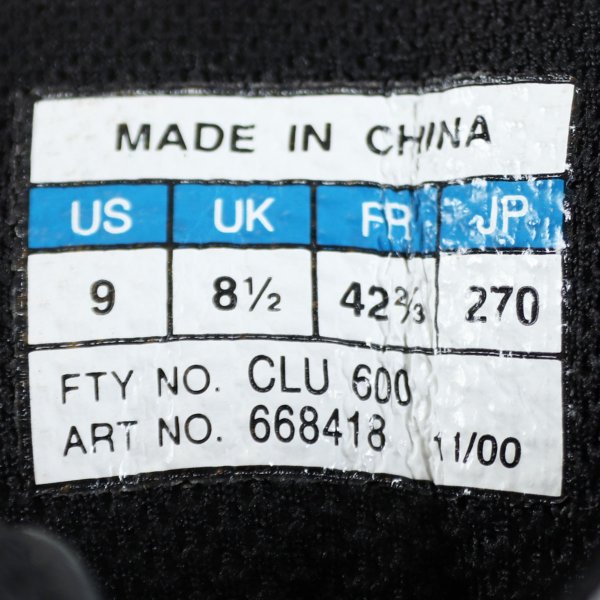 MADE IN CHINA
US UK FR JP
9 8½ 42⅔ 270
FTY NO. CLU 600
ART NO. 668418 11/00